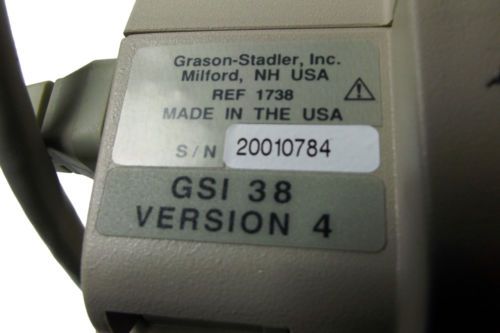 Grason-Stadler, Inc.
Milford, NH USA
REF 1738
MADE IN THE USA
S/N 20010784
GSI 38
VERSION 4